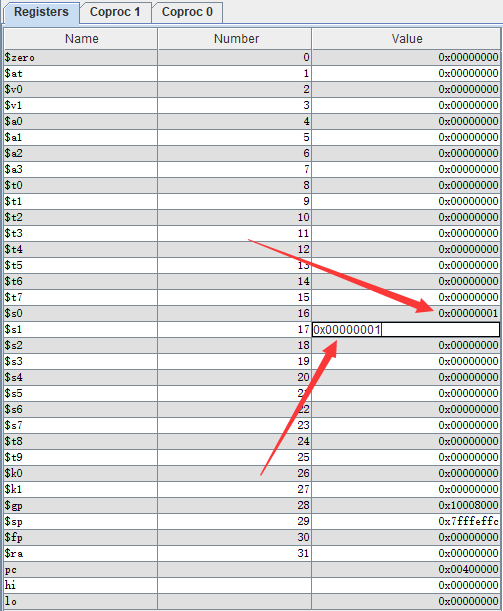 Registers Coproc 1 Coproc 0
Name Number Value
$zero 0 0x00000000
$at 1 0x00000000
$v0 2 0x00000000
$v1 3 0x00000000
$a0 4 0x00000000
$a1 5 0x00000000
$a2 6 0x00000000
$a3 7 0x00000000
$t0 8 0x00000000
$t1 9 0x00000000
$t2 10 0x00000000
$t3 11 0x00000000
$t4 12 0x00000000
$t5 13 0x00000000
$t6 14 0x00000000
$t7 15 0x00000000
$s0 16 0x00000001
$s1 17 0x00000001
$s2 18 0x00000000
$s3 19 0x00000000
$s4 20 0x00000000
$s5 21 0x00000000
$s6 22 0x00000000
$s7 23 0x00000000
$t8 24 0x00000000
$t9 25 0x00000000
$k0 26 0x00000000
$k1 27 0x00000000
$gp 28 0x10008000
$sp 29 0x7fffeffc
$fp 30 0x00000000
$ra 31 0x00000000
pc 0x00400000
hi 0x00000000
lo 0x00000000